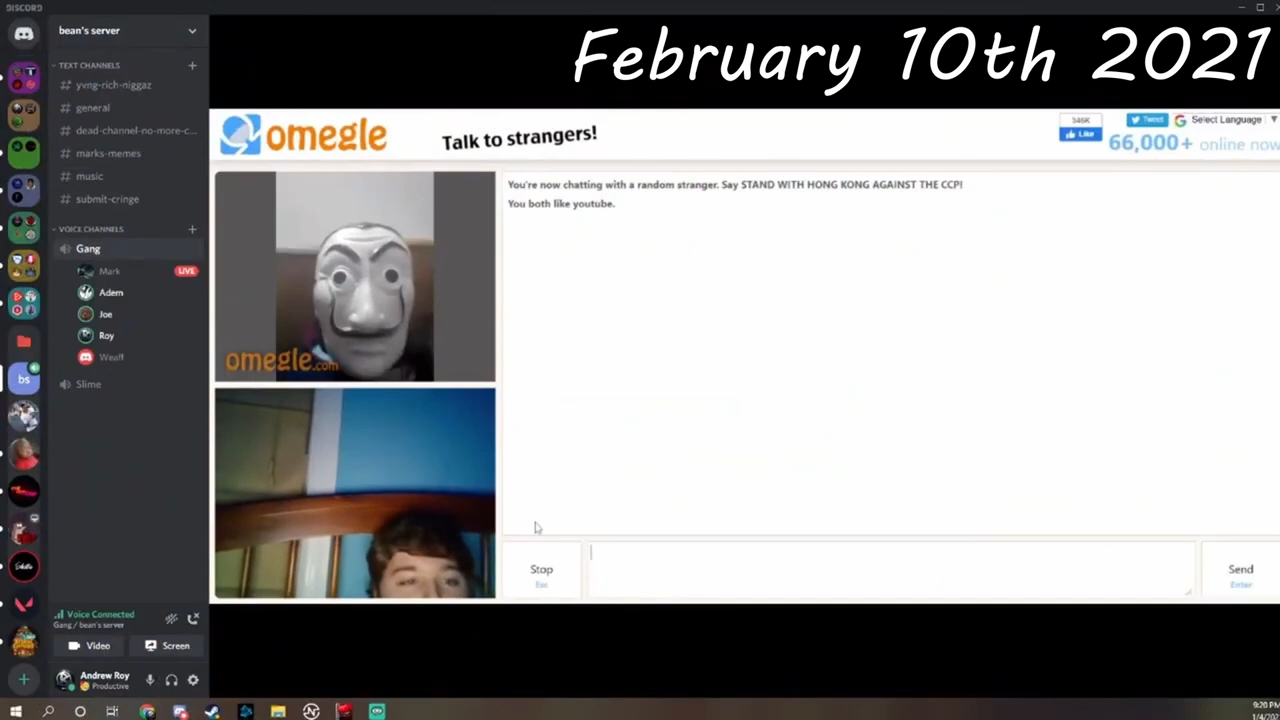 DISCORD
February 10th 2021
bean's server
TEXT CHANNELS
# yvng-rich-niggaz
# general
# dead-channel-no-more-c...
# marks-memes
# music
# submit-cringe
VOICE CHANNELS
Gang
Mark
LIVE
Adem
Joe
Roy
Weaff
Slime
bs
Voice Connected
Gang / bean's server
Video
Screen
Andrew Roy
Productive
omegle
Talk to strangers!
346K
Like
Tweet
Select Language
66,000+ online now
You're now chatting with a random stranger. Say STAND WITH HONG KONG AGAINST THE CCP!
You both like youtube.
omegle.com
Stop
Esc
Send
Enter
9:20 PM